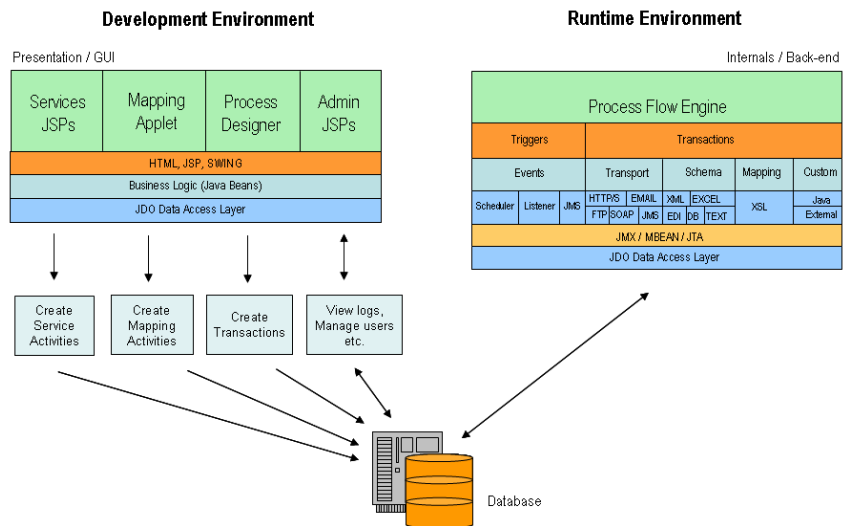 Development Environment
Runtime Environment
Presentation / GUI
Internals / Back-end
Services
JSPs
Mapping
Applet
Process
Designer
Admin
JSPs
HTML, JSP, SWING
Business Logic (Java Beans)
JDO Data Access Layer
Process Flow Engine
Triggers
Transactions
Events
Transport
Schema
Mapping
Custom
Scheduler
Listener
JMS
HTTP/S
EMAIL
FTP
SOAP
JMS
XML
EXCEL
EDI
DB
TEXT
XSL
Java
External
JMX / MBEAN / JTA
JDO Data Access Layer
Create
Service
Activities
Create
Mapping
Activities
Create
Transactions
View logs,
Manage users
etc.
Database